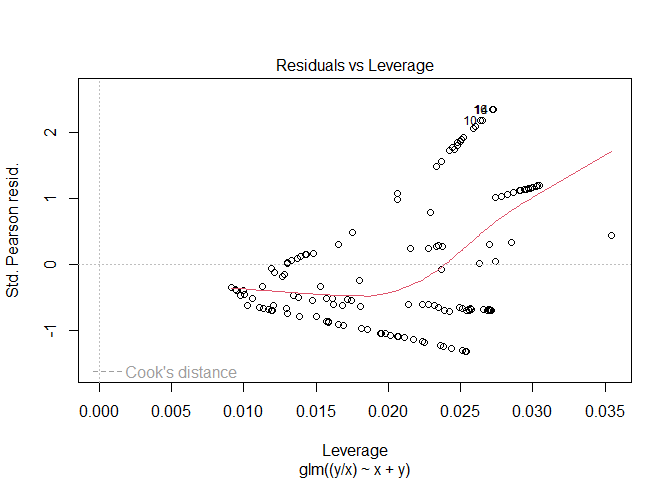 Residuals vs Leverage
Std. Pearson resid.
2
1
0
-1
10
Cook's distance
0.000 0.005 0.010 0.015 0.020 0.025 0.030 0.035
Leverage
glm((y/x) ~ x + y)